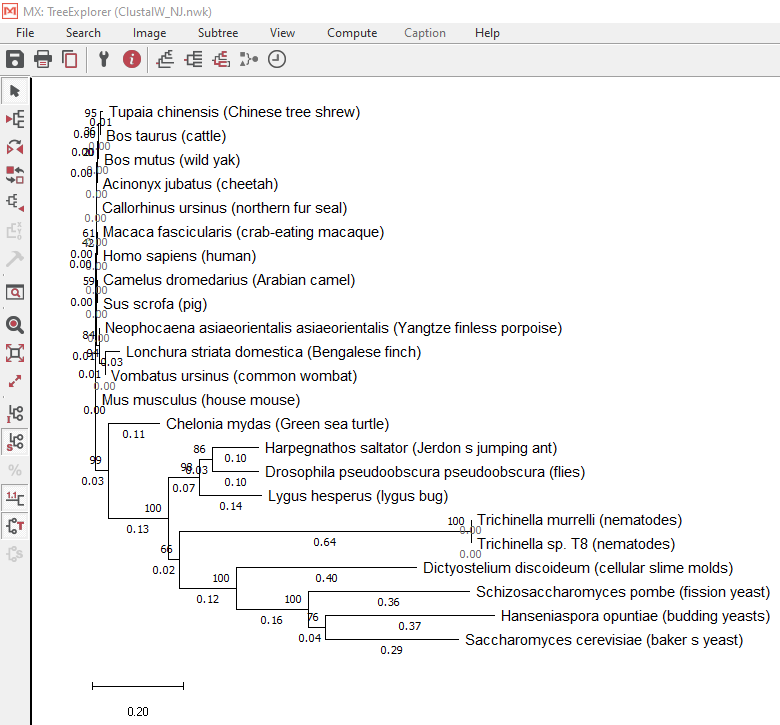 MX: TreeExplorer (ClustalW_NJ.nwk)
File Search Image Subtree View Compute Caption Help
95 Tupaia chinensis (Chinese tree shrew)
0.01
36
0.00 Bos taurus (cattle)
0.00
20
0.00 Bos mutus (wild yak)
0.00
0.00 Acinonyx jubatus (cheetah)
0.00
Callorhinus ursinus (northern fur seal)
0.00
61 Macaca fascicularis (crab-eating macaque)
42
0.00
0.00 Homo sapiens (human)
0.00
0.00
59 Camelus dromedarius (Arabian camel)
0.00
0.00 Sus scrofa (pig)
0.00
84 Neophocaena asiaeorientalis asiaeorientalis (Yangtze finless porpoise)
0.00
Lonchura striata domestica (Bengalese finch)
0.01 0.03
0.01 Vombatus ursinus (common wombat)
0.00
Mus musculus (house mouse)
0.00
Chelonia mydas (Green sea turtle)
0.11
86 Harpegnathos saltator (Jerdon s jumping ant)
99 0.10
0.03
Drosophila pseudoobscura pseudoobscura (flies)
0.03 0.07 0.10
Lygus hesperus (lygus bug)
100 0.14
100 Trichinella murrelli (nematodes)
0.13 0.00
0.64
66 Trichinella sp. T8 (nematodes)
0.00
0.02 Dictyostelium discoideum (cellular slime molds)
100 0.40
Schizosaccharomyces pombe (fission yeast)
0.12 100 0.36
Hanseniaspora opuntiae (budding yeasts)
0.16 76 0.37
0.04 Saccharomyces cerevisiae (baker s yeast)
0.29
0.20